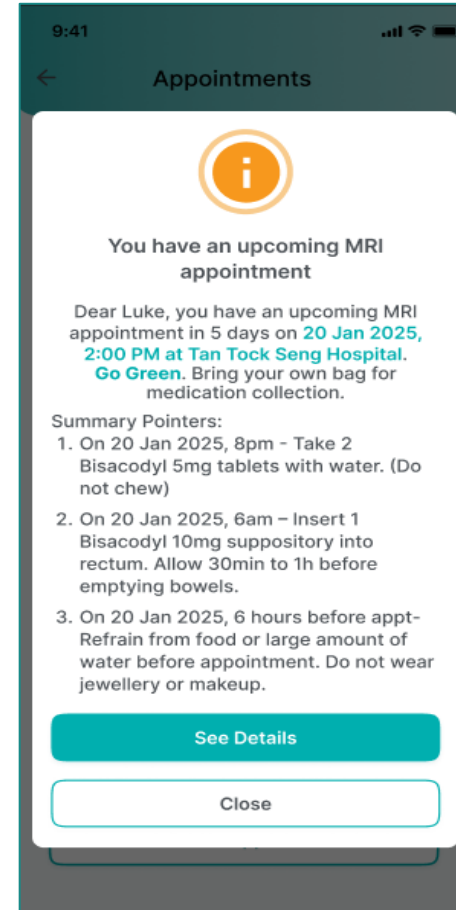 9:41
Appointments
i
You have an upcoming MRI
appointment
Dear Luke, you have an upcoming MRI
appointment in 5 days on 20 Jan 2025,
2:00 PM at Tan Tock Seng Hospital.
Go Green. Bring your own bag for
medication collection.
Summary Pointers:
1. On 20 Jan 2025, 8pm - Take 2
Bisacodyl 5mg tablets with water. (Do
not chew)
2. On 20 Jan 2025, 6am – Insert 1
Bisacodyl 10mg suppository into
rectum. Allow 30min to 1h before
emptying bowels.
3. On 20 Jan 2025, 6 hours before appt-
Refrain from food or large amount of
water before appointment. Do not wear
jewellery or makeup.
See Details
Close